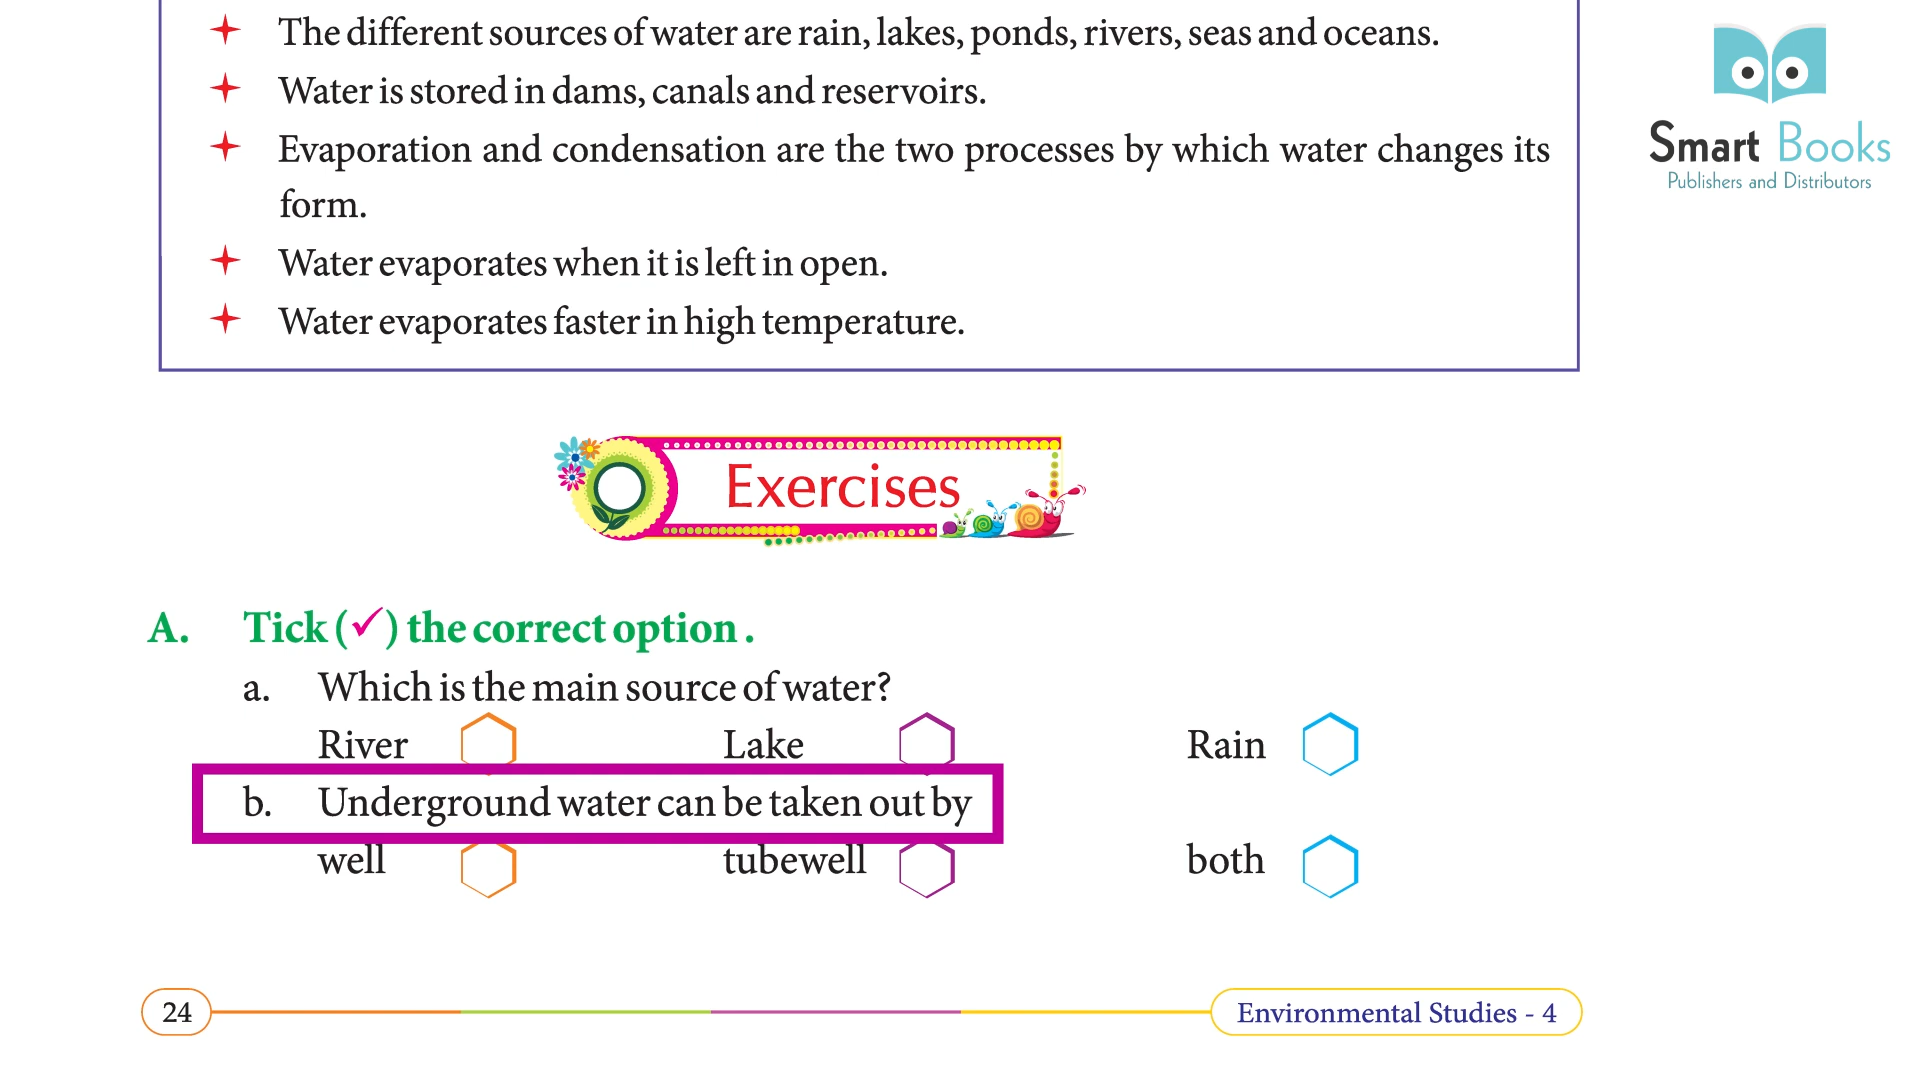 The different sources of water are rain, lakes, ponds, rivers, seas and oceans.
Water is stored in dams, canals and reservoirs.
Evaporation and condensation are the two processes by which water changes its
form.
Water evaporates when it is left in open.
Water evaporates faster in high temperature.
Smart Books
Publishers and Distributors
Exercises
A. Tick (✓) the correct option .
a. Which is the main source of water?
River Lake Rain
b. Underground water can be taken out by
well tubewell both
24 Environmental Studies - 4